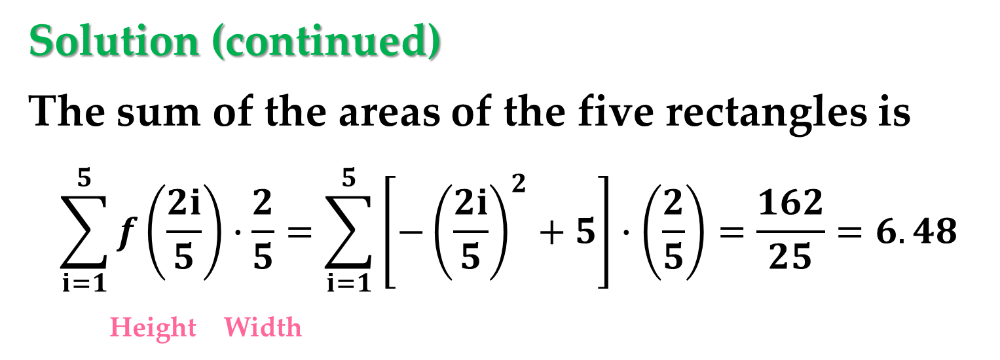 Solution (continued)
The sum of the areas of the five rectangles is
$$\sum_{i=1}^{5} f\left(\frac{2i}{5}\right) \cdot \frac{2}{5} = \sum_{i=1}^{5} \left[-\left(\frac{2i}{5}\right)^2 + 5\right] \cdot \left(\frac{2}{5}\right) = \frac{162}{25} = 6.48$$
Height Width